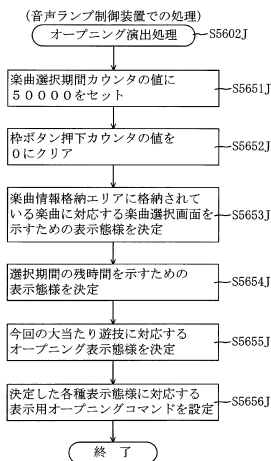 (音声ランプ制御装置での処理)
オープニング演出処理
S5602J
楽曲選択期間カウンタの値に
50000をセット
S5651J
枠ボタン押下カウンタの値を
0にクリア
S5652J
楽曲情報格納エリアに格納されて
いる楽曲に対応する楽曲選択画面を
示すための表示態様を決定
S5653J
選択期間の残時間を示すための
表示態様を決定
S5654J
今回の大当たり遊技に対応する
オープニング表示態様を決定
S5655J
決定した各種表示態様に対応する
表示用オープニングコマンドを設定
S5656J
終 了